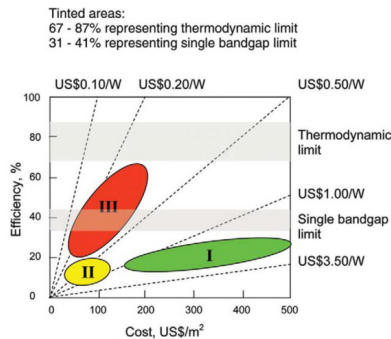 Tinted areas:
67 - 87% representing thermodynamic limit
31 - 41% representing single bandgap limit
US$0.10/W US$0.20/W US$0.50/W
100
80
60
40
20
0
Efficiency, %
Thermodynamic
limit
US$1.00/W
Single bandgap
limit
US$3.50/W
III
II
I
0 100 200 300 400 500
Cost, US$/m²